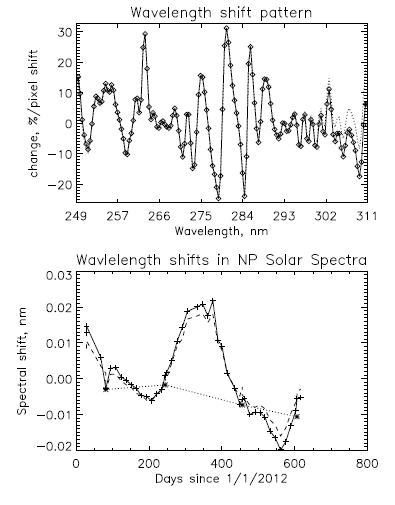 Wavelength shift pattern
change, %/pixel shift
30
20
10
0
−10
−20
249 257 266 275 284 293 302 311
Wavelength, nm
Wavlelength shifts in NP Solar Spectra
Spectral shift, nm
0.03
0.02
0.01
0.00
−0.01
−0.02
0 200 400 600 800
Days since 1/1/2012